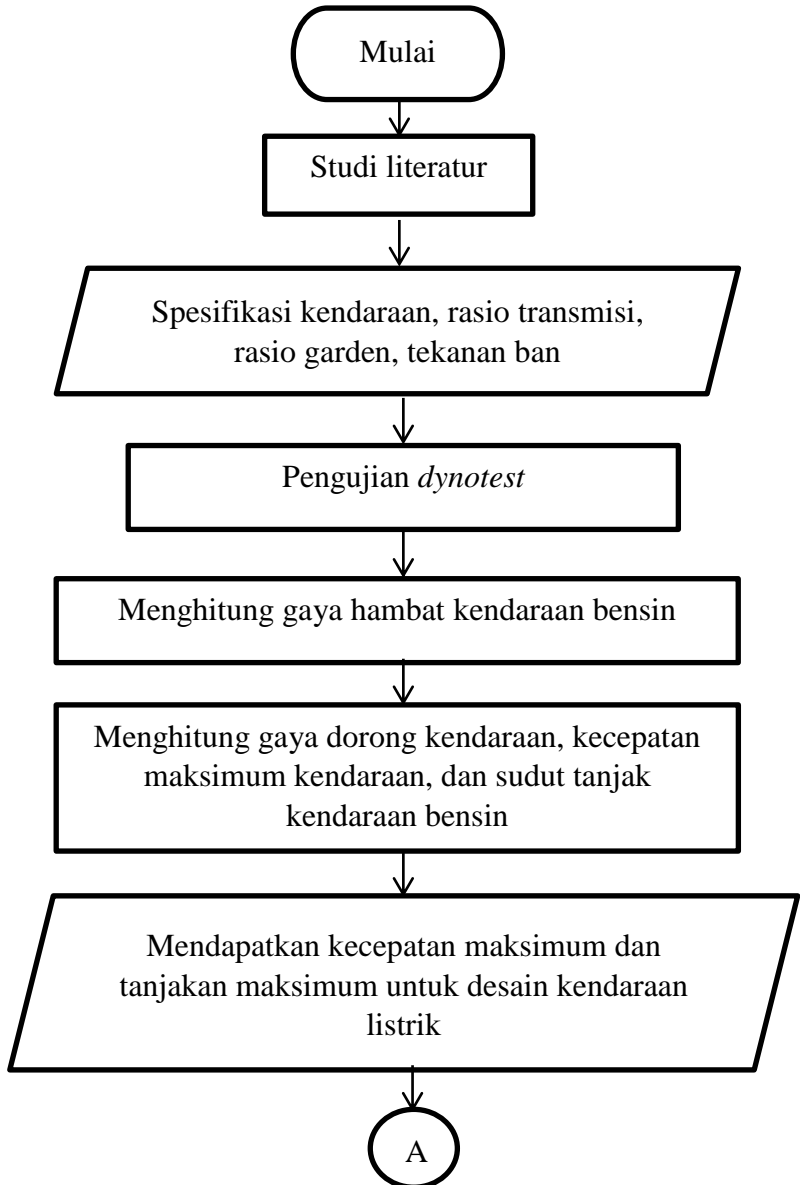 Mulai
Studi literatur
Spesifikasi kendaraan, rasio transmisi,
rasio garden, tekanan ban
Pengujian dynotest
Menghitung gaya hambat kendaraan bensin
Menghitung gaya dorong kendaraan, kecepatan
maksimum kendaraan, dan sudut tanjak
kendaraan bensin
Mendapatkan kecepatan maksimum dan
tanjakan maksimum untuk desain kendaraan
listrik
A